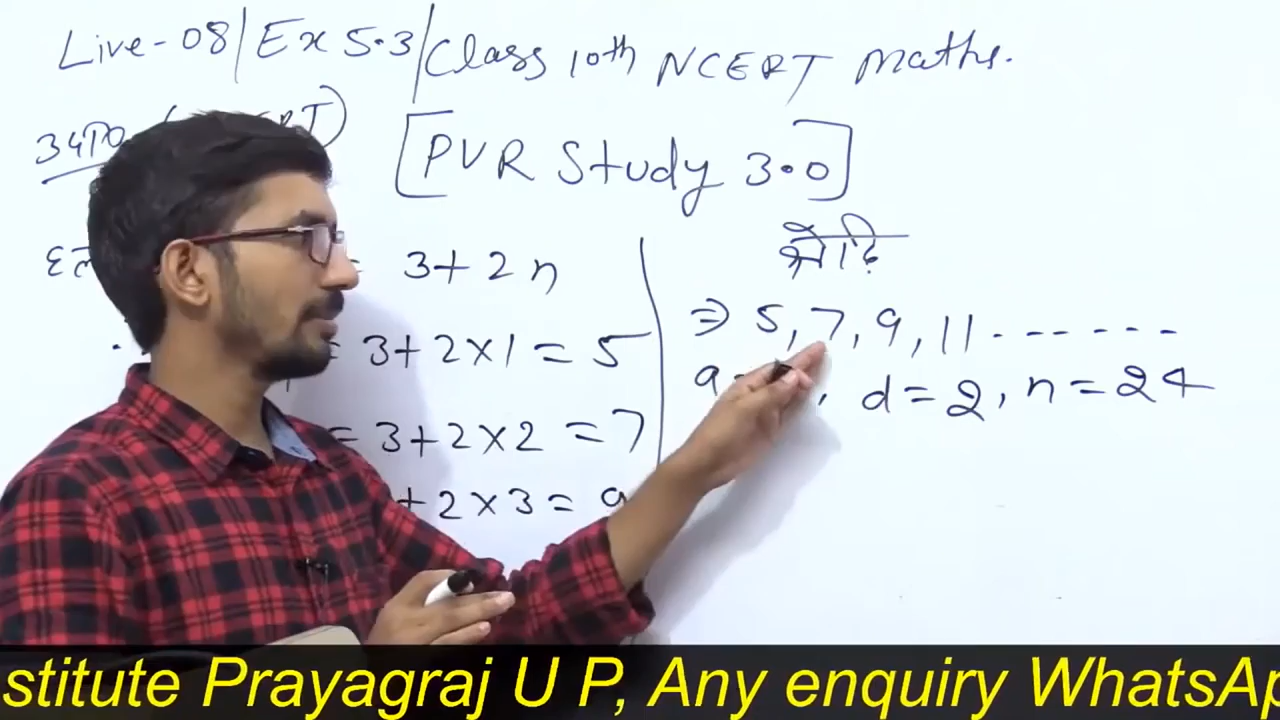 Live-08/Ex 5.3/Class 10th NCERT Maths.
[PVR Study 3.0]
= 3+2n
= 3+2×1 = 5
= 3+2×2 = 7
+2×3 = 9
श्रेढ़ि
⇒ 5, 7, 9, 11 - - - - - -
a= , d=2, n=24
stitute Prayagraj U P, Any enquiry WhatsAp